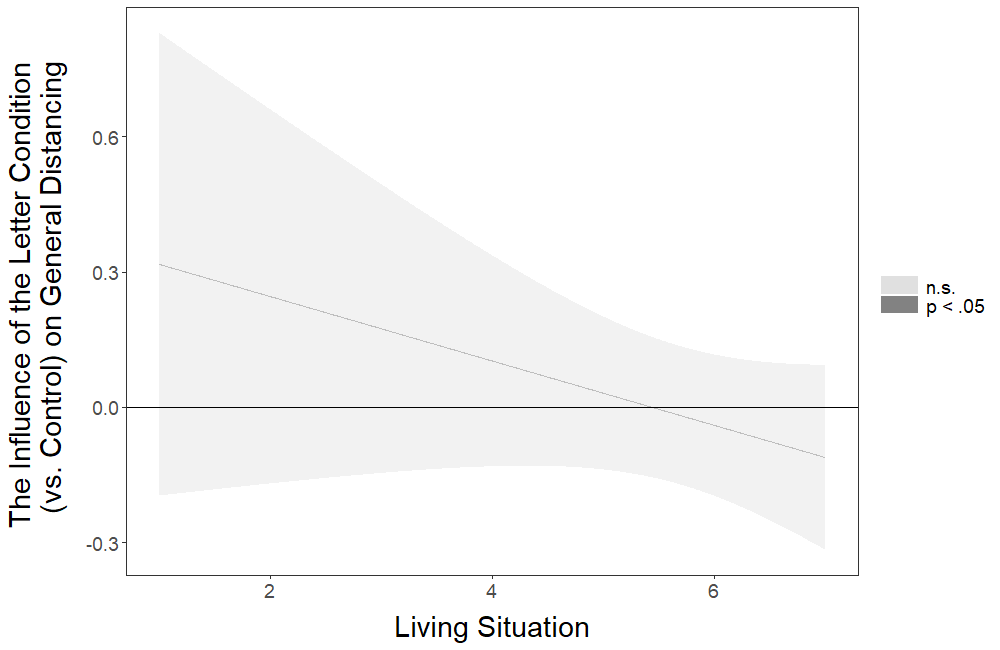 The Influence of the Letter Condition
(vs. Control) on General Distancing
0.6
0.3
0.0
-0.3
2
4
6
Living Situation
n.s.
p < .05